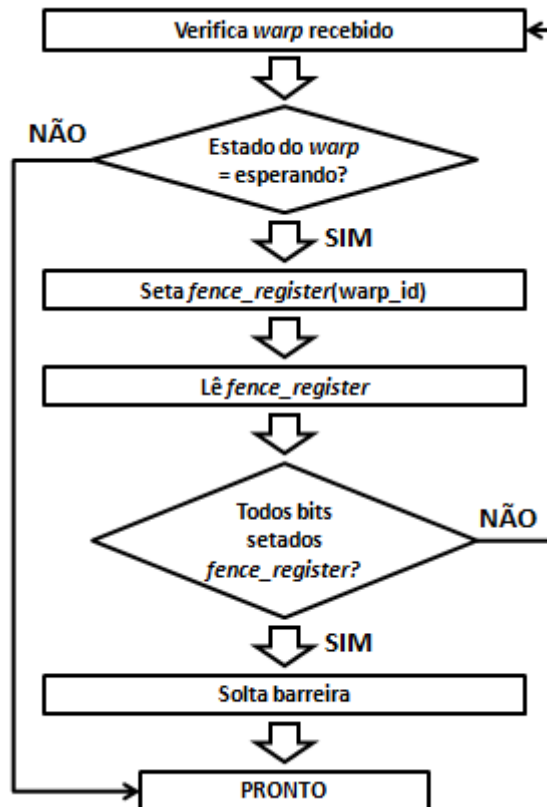 Verifica warp recebido
NÃO
Estado do warp
= esperando?
SIM
Seta fence_register(warp_id)
Lê fence_register
Todos bits
setados
fence_register?
NÃO
SIM
Solta barreira
PRONTO